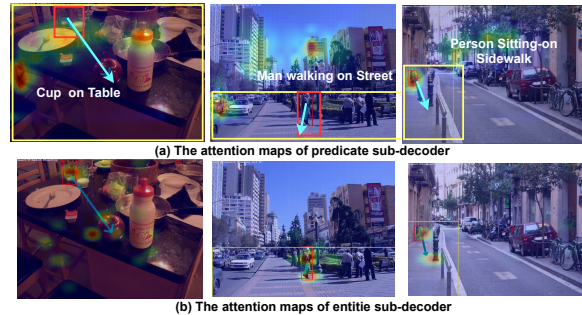 Cup on Table
Man walking on Street
Person Sitting-on
Sidewalk
(a) The attention maps of predicate sub-decoder
(b) The attention maps of entitie sub-decoder